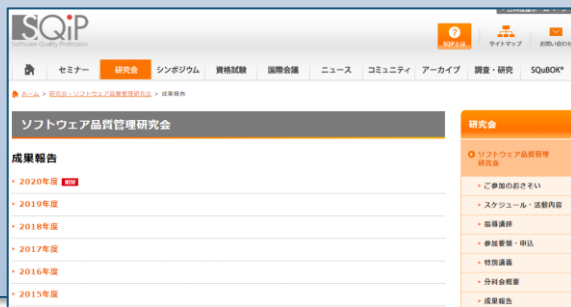 SQiP
Software Quality Profession
SQiPとは
サイトマップ
お問い合わせ
セミナー
研究会
シンポジウム
資格試験
国際会議
ニュース
コミュニティ
アーカイブ
調査・研究
SQuBOK®
ホーム > 研究会-ソフトウェア品質管理研究会 > 成果報告
ソフトウェア品質管理研究会
成果報告
2020年度 NEW
2019年度
2018年度
2017年度
2016年度
2015年度
研究会
ソフトウェア品質管理
研究会
ご参加のおさそい
スケジュール・活動内容
指導講師
参加要領・申込
特別講義
分科会概要
成果報告